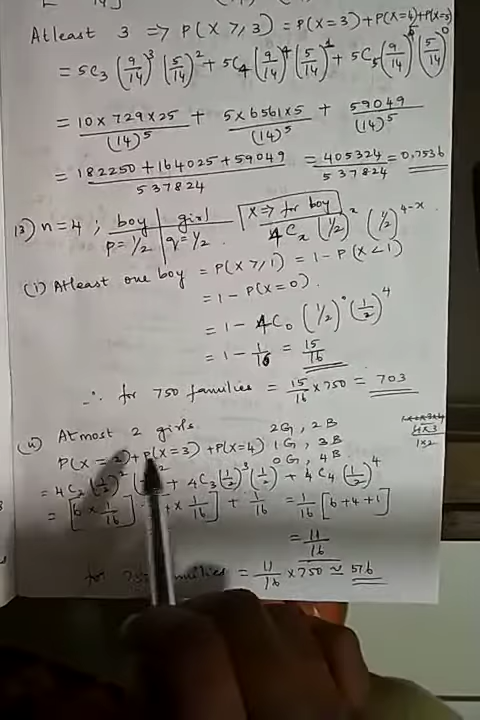 Atleast 3 => P(X ≥ 3) = P(X=3) + P(X=4) + P(X=5)
= 5C₃ (9/14)³ (5/14)² + 5C₄ (9/14)⁴ (5/14)¹ + 5C₅ (9/14)⁵ (5/14)⁰
= 10 × 729 × 25 / (14)⁵ + 5 × 6561 × 5 / (14)⁵ + 59049 / (14)⁵
= 182250 + 164025 + 59049 / 537824 = 405324 / 537824 = 0.7536
13) n = 4 ; boy | girl X => for boy
p = 1/2 | q = 1/2 . 4Cx (1/2)^x (1/2)^4-x
(i) Atleast one boy = P(X ≥ 1) = 1 - P(X < 1)
= 1 - P(X = 0)
= 1 - 4C₀ (1/2)⁰ (1/2)⁴
= 1 - 1/16 = 15/16
∴ for 750 families = 15/16 × 750 = 703
(ii) Atmost 2 girls. 2G, 2B
P(X = 2) + P(X = 3) + P(X = 4) 1G, 3B
0G, 4B
4×3
1×2
= 4C₂ (1/2)² + 4C₃ (1/2)³ (1/2) + 4C₄ (1/2)⁴
= [6 × 1/16] × 1/16] + 1/16 = 1/16 [6+4+1]
= 11/16
for families = 11/16 × 750 ≃ 516